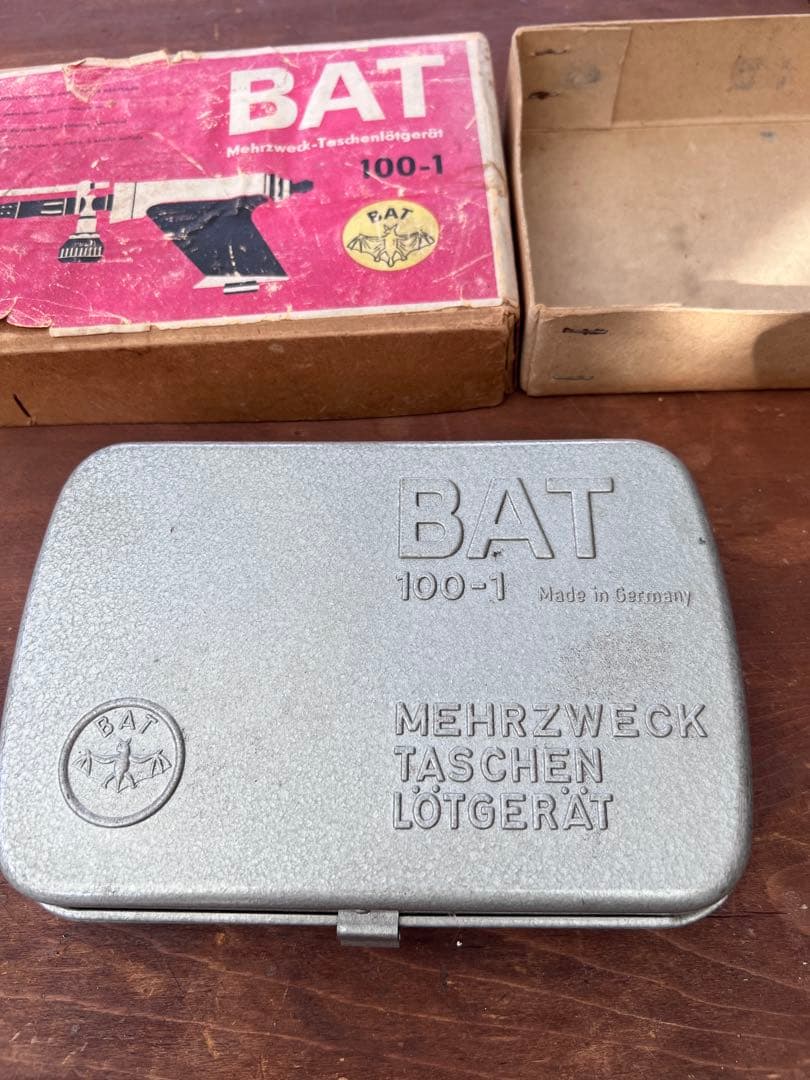 BAT
Mehrzweck-Taschenlötgerät
100-1
BAT
BAT
100-1 Made in Germany
BAT
MEHRZWECK
TASCHEN
LÖTGERÄT